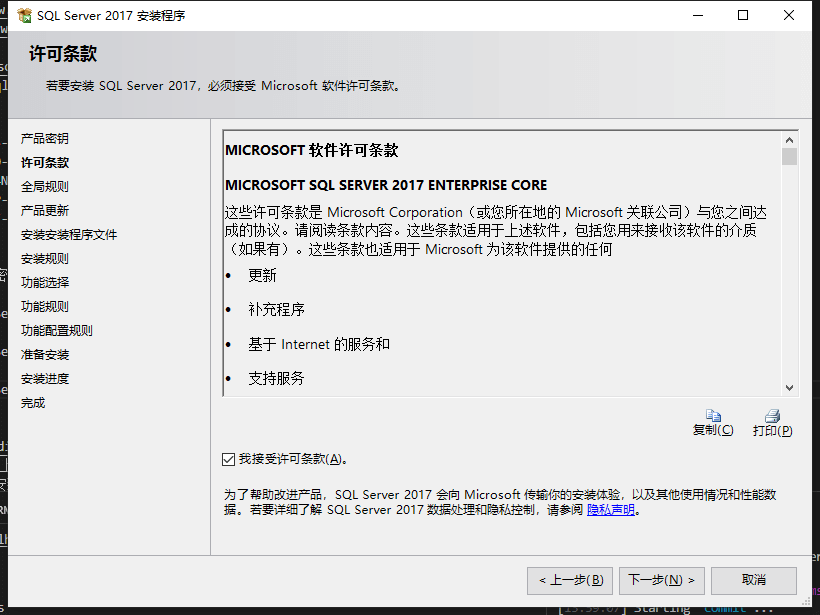 SQL Server 2017 安装程序
许可条款
若要安装 SQL Server 2017，必须接受 Microsoft 软件许可条款。
产品密钥
许可条款
全局规则
产品更新
安装安装程序文件
安装规则
功能选择
功能规则
功能配置规则
准备安装
安装进度
完成
MICROSOFT 软件许可条款
MICROSOFT SQL SERVER 2017 ENTERPRISE CORE
这些许可条款是 Microsoft Corporation（或您所在地的 Microsoft 关联公司）与您之间达
成的协议。请阅读条款内容。这些条款适用于上述软件，包括您用来接收该软件的介质
（如果有）。这些条款也适用于 Microsoft 为该软件提供的任何
• 更新
• 补充程序
• 基于 Internet 的服务和
• 支持服务
复制(C) 打印(P)
我接受许可条款(A)。
为了帮助改进产品，SQL Server 2017 会向 Microsoft 传输你的安装体验，以及其他使用情况和性能数
据。若要详细了解 SQL Server 2017 数据处理和隐私控制，请参阅 隐私声明。
< 上一步(B) 下一步(N) > 取消